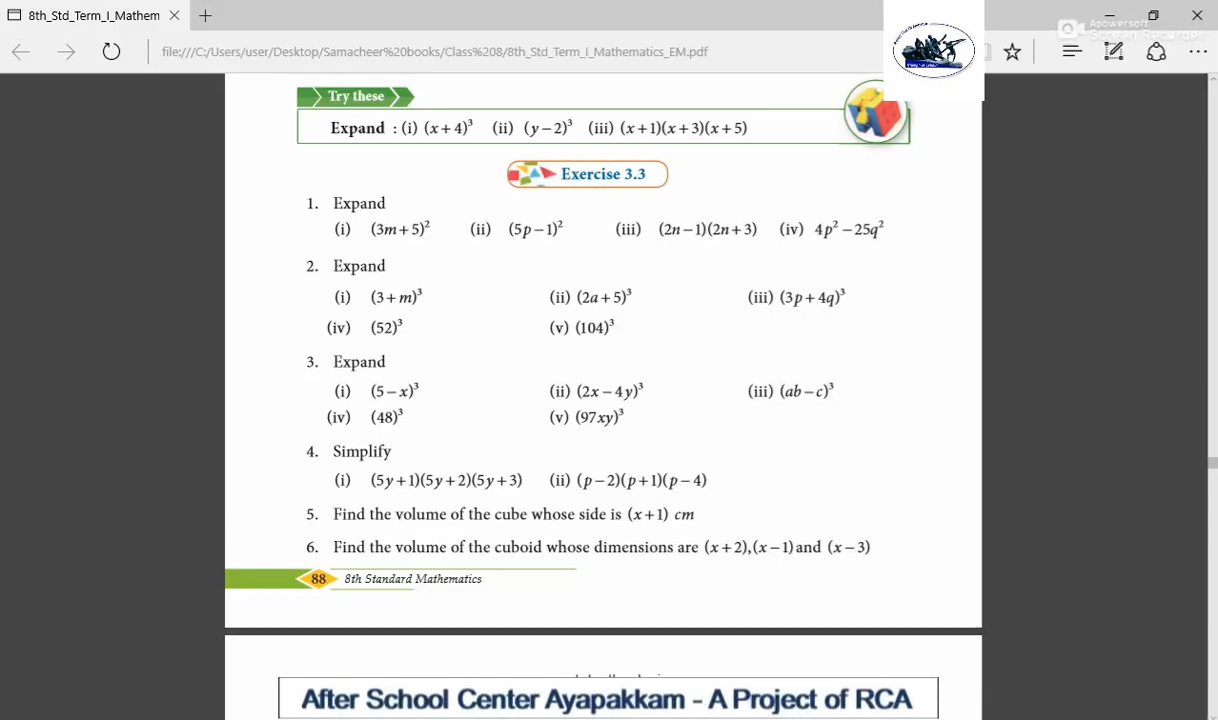 8th_Std_Term_I_Mathem
Apowersoft
Screen Recorder
file:///C:/Users/user/Desktop/Samacheer%20books/Class%208/8th_Std_Term_I_Mathematics_EM.pdf
Try these
Expand : (i) (x+4)³ (ii) (y−2)³ (iii) (x+1)(x+3)(x+5)
Exercise 3.3
1. Expand
(i) (3m+5)² (ii) (5p−1)² (iii) (2n−1)(2n+3) (iv) 4p²−25q²
2. Expand
(i) (3+m)³ (ii) (2a+5)³ (iii) (3p+4q)³
(iv) (52)³ (v) (104)³
3. Expand
(i) (5−x)³ (ii) (2x−4y)³ (iii) (ab−c)³
(iv) (48)³ (v) (97xy)³
4. Simplify
(i) (5y+1)(5y+2)(5y+3) (ii) (p−2)(p+1)(p−4)
5. Find the volume of the cube whose side is (x+1) cm
6. Find the volume of the cuboid whose dimensions are (x+2),(x−1) and (x−3)
88 8th Standard Mathematics
After School Center Ayapakkam - A Project of RCA